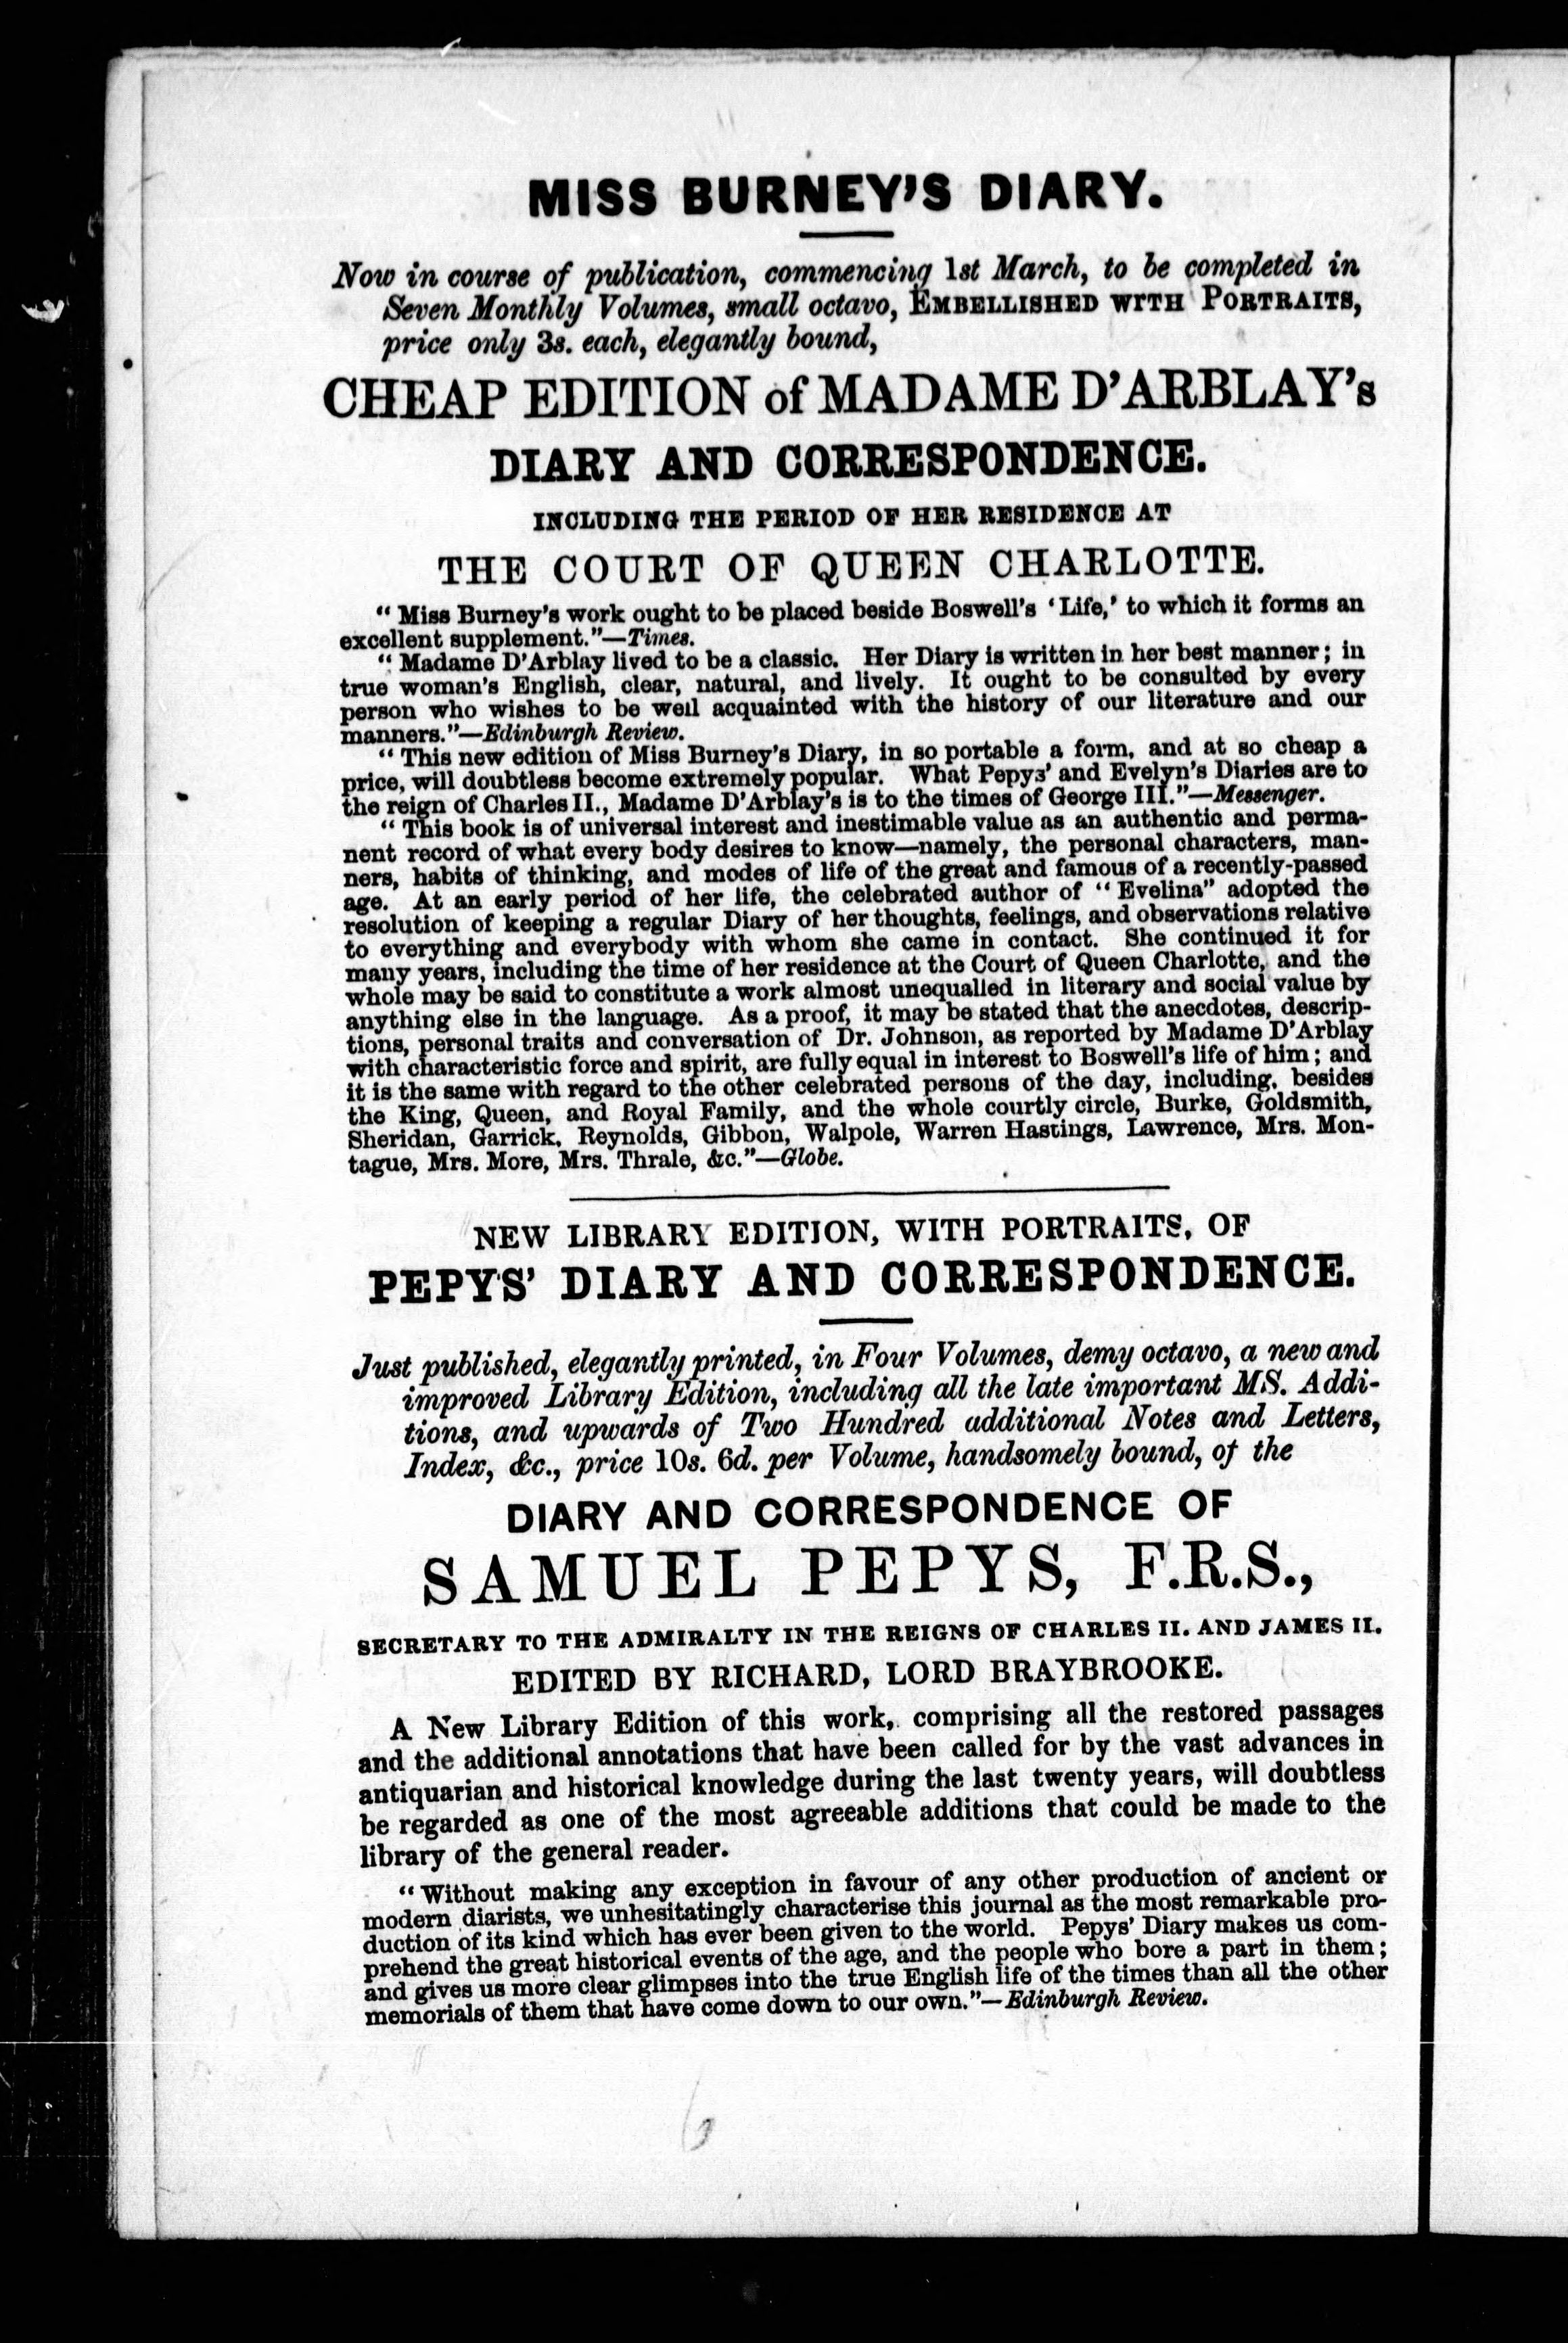 MISS BURNEY'S DIARY.
Now in course of publication, commencing 1st March, to be completed in
Seven Monthly Volumes, small octavo, EMBELLISHED WITH PORTRAITS,
price only 3s. each, elegantly bound,
CHEAP EDITION of MADAME D'ARBLAY's
DIARY AND CORRESPONDENCE.
INCLUDING THE PERIOD OF HER RESIDENCE AT
THE COURT OF QUEEN CHARLOTTE.
"Miss Burney's work ought to be placed beside Boswell's 'Life,' to which it forms an
excellent supplement."—Times.
"Madame D'Arblay lived to be a classic. Her Diary is written in her best manner; in
true woman's English, clear, natural, and lively. It ought to be consulted by every
person who wishes to be well acquainted with the history of our literature and our
manners."—Edinburgh Review.
"This new edition of Miss Burney's Diary, in so portable a form, and at so cheap a
price, will doubtless become extremely popular. What Pepys' and Evelyn's Diaries are to
the reign of Charles II., Madame D'Arblay's is to the times of George III."—Messenger.
"This book is of universal interest and inestimable value as an authentic and perma-
nent record of what every body desires to know—namely, the personal characters, man-
ners, habits of thinking, and modes of life of the great and famous of a recently-passed
age. At an early period of her life, the celebrated author of "Evelina" adopted the
resolution of keeping a regular Diary of her thoughts, feelings, and observations relative
to everything and everybody with whom she came in contact. She continued it for
many years, including the time of her residence at the Court of Queen Charlotte, and the
whole may be said to constitute a work almost unequalled in literary and social value by
anything else in the language. As a proof, it may be stated that the anecdotes, descrip-
tions, personal traits and conversation of Dr. Johnson, as reported by Madame D'Arblay
with characteristic force and spirit, are fully equal in interest to Boswell's life of him; and
it is the same with regard to the other celebrated persons of the day, including, besides
the King, Queen, and Royal Family, and the whole courtly circle, Burke, Goldsmith,
Sheridan, Garrick, Reynolds, Gibbon, Walpole, Warren Hastings, Lawrence, Mrs. Mon-
tague, Mrs. More, Mrs. Thrale, &c."—Globe.
NEW LIBRARY EDITION, WITH PORTRAITS, OF
PEPYS' DIARY AND CORRESPONDENCE.
Just published, elegantly printed, in Four Volumes, demy octavo, a new and
improved Library Edition, including all the late important MS. Addi-
tions, and upwards of Two Hundred additional Notes and Letters,
Index, &c., price 10s. 6d. per Volume, handsomely bound, of the
DIARY AND CORRESPONDENCE OF
SAMUEL PEPYS, F.R.S.,
SECRETARY TO THE ADMIRALTY IN THE REIGNS OF CHARLES II. AND JAMES II.
EDITED BY RICHARD, LORD BRAYBROOKE.
A New Library Edition of this work, comprising all the restored passages
and the additional annotations that have been called for by the vast advances in
antiquarian and historical knowledge during the last twenty years, will doubtless
be regarded as one of the most agreeable additions that could be made to the
library of the general reader.
"Without making any exception in favour of any other production of ancient or
modern diarists, we unhesitatingly characterise this journal as the most remarkable pro-
duction of its kind which has ever been given to the world. Pepys' Diary makes us com-
prehend the great historical events of the age, and the people who bore a part in them;
and gives us more clear glimpses into the true English life of the times than all the other
memorials of them that have come down to our own."—Edinburgh Review.
6